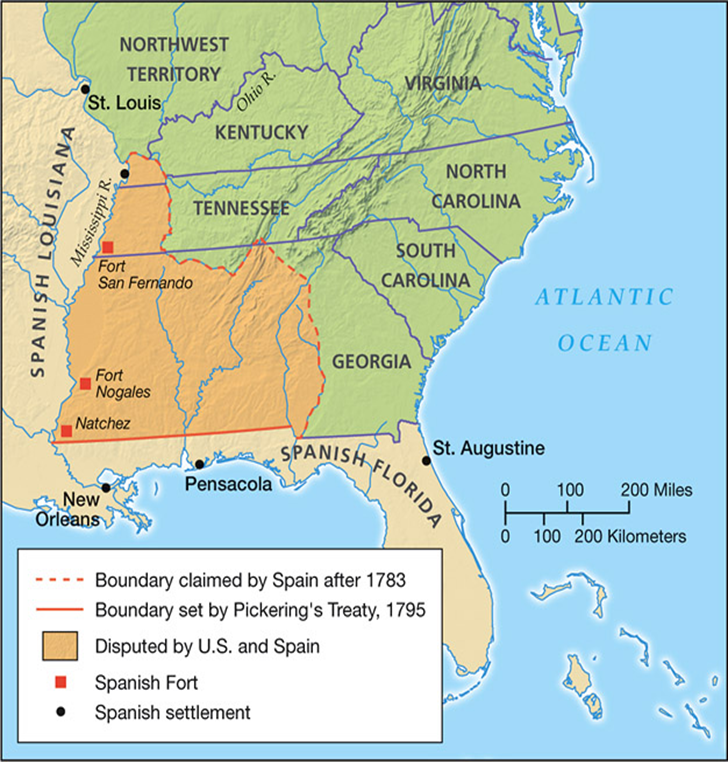 NORTHWEST
TERRITORY
St. Louis
Ohio R.
VIRGINIA
KENTUCKY
SPANISH LOUISIANA
Mississippi R.
TENNESSEE
NORTH
CAROLINA
Fort
San Fernando
SOUTH
CAROLINA
ATLANTIC
OCEAN
GEORGIA
Fort
Nogales
Natchez
SPANISH FLORIDA
St. Augustine
Pensacola
New
Orleans
0 100 200 Miles
0 100 200 Kilometers
Boundary claimed by Spain after 1783
Boundary set by Pickering's Treaty, 1795
Disputed by U.S. and Spain
Spanish Fort
Spanish settlement